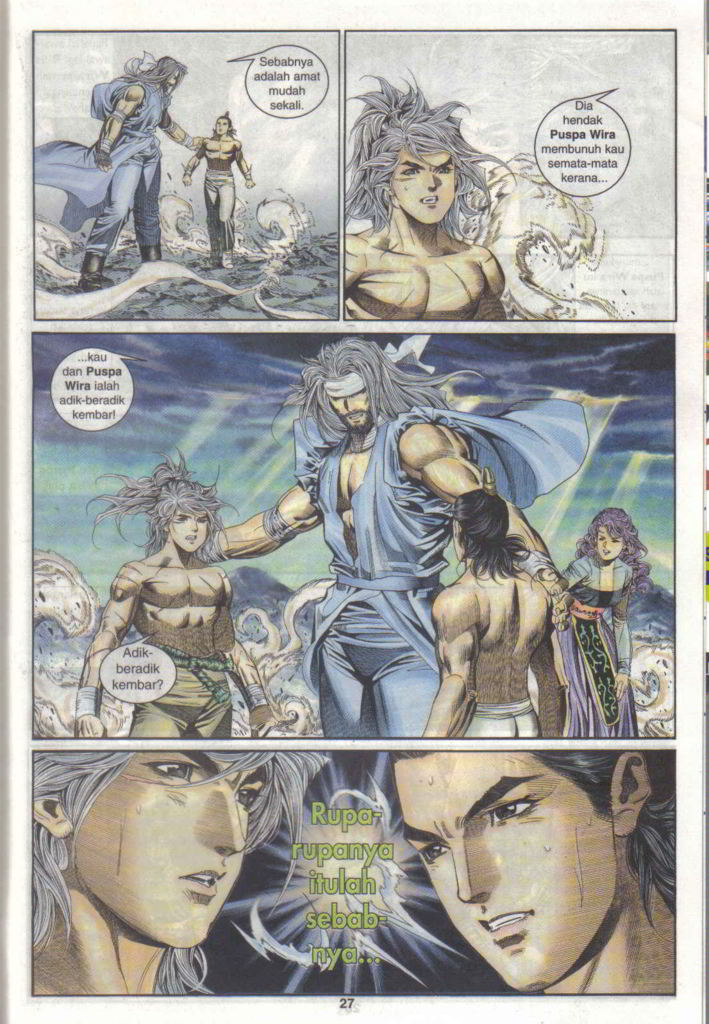 Sebabnya
adalah amat
mudah
sekali.
Dia
hendak
Puspa Wira
membunuh kau
semata-mata
kerana...
...kau
dan Puspa
Wira ialah
adik-beradik
kembar!
Adik-
beradik
kembar?
Rupa-
rupanya
itulah
sebab-
nya...
27